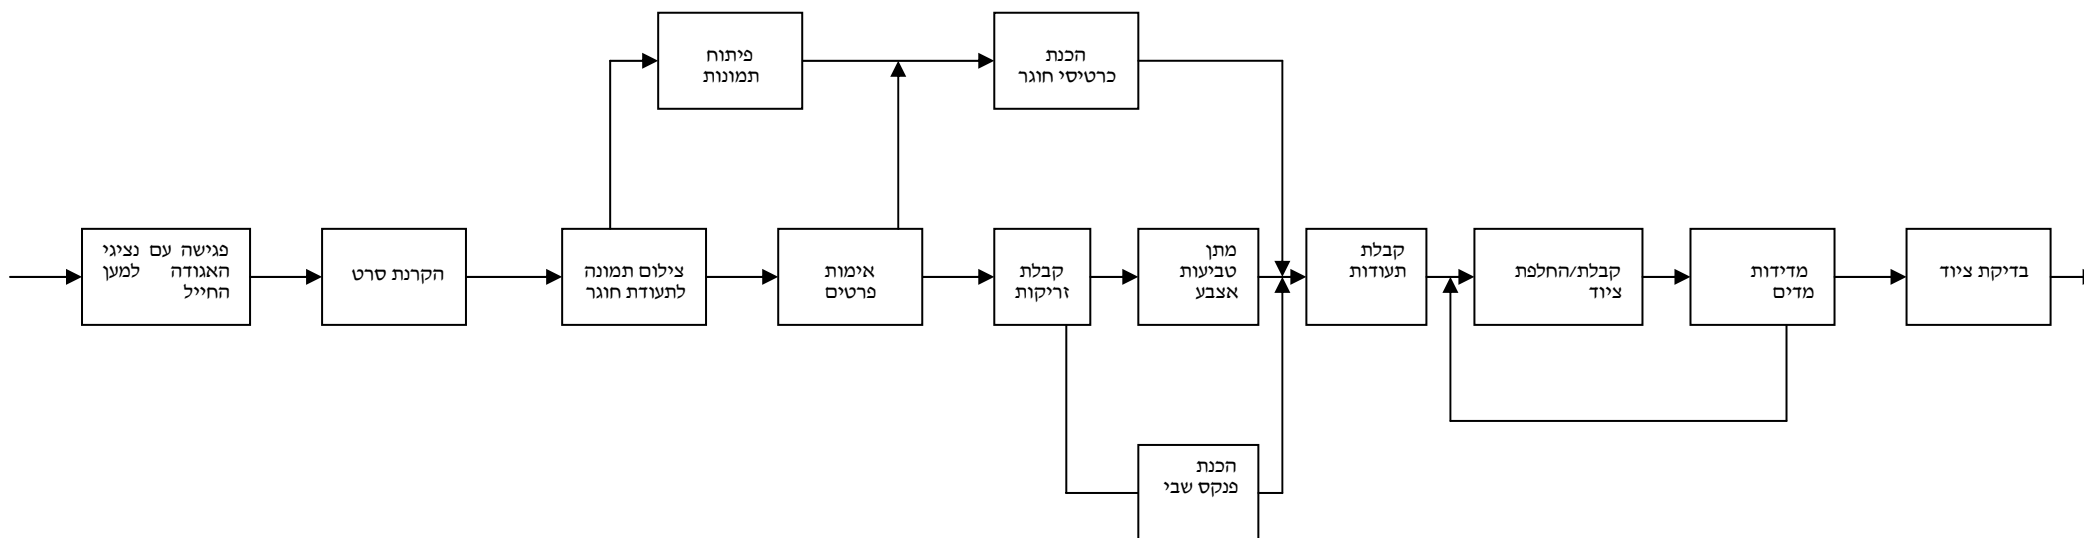 פיתוח
תמונות
הכנת
כרטיסי חוגר
פגישה עם נציגי
האגודה למען
החייל
הקרנת סרט
צילום תמונה
לתעודת חוגר
אימות
פרטים
קבלת
זריקות
מתן
טביעות
אצבע
קבלת
תעודות
קבלת/החלפת
ציוד
מדידות
מדים
בדיקת ציוד
הכנת
פנקס שבי